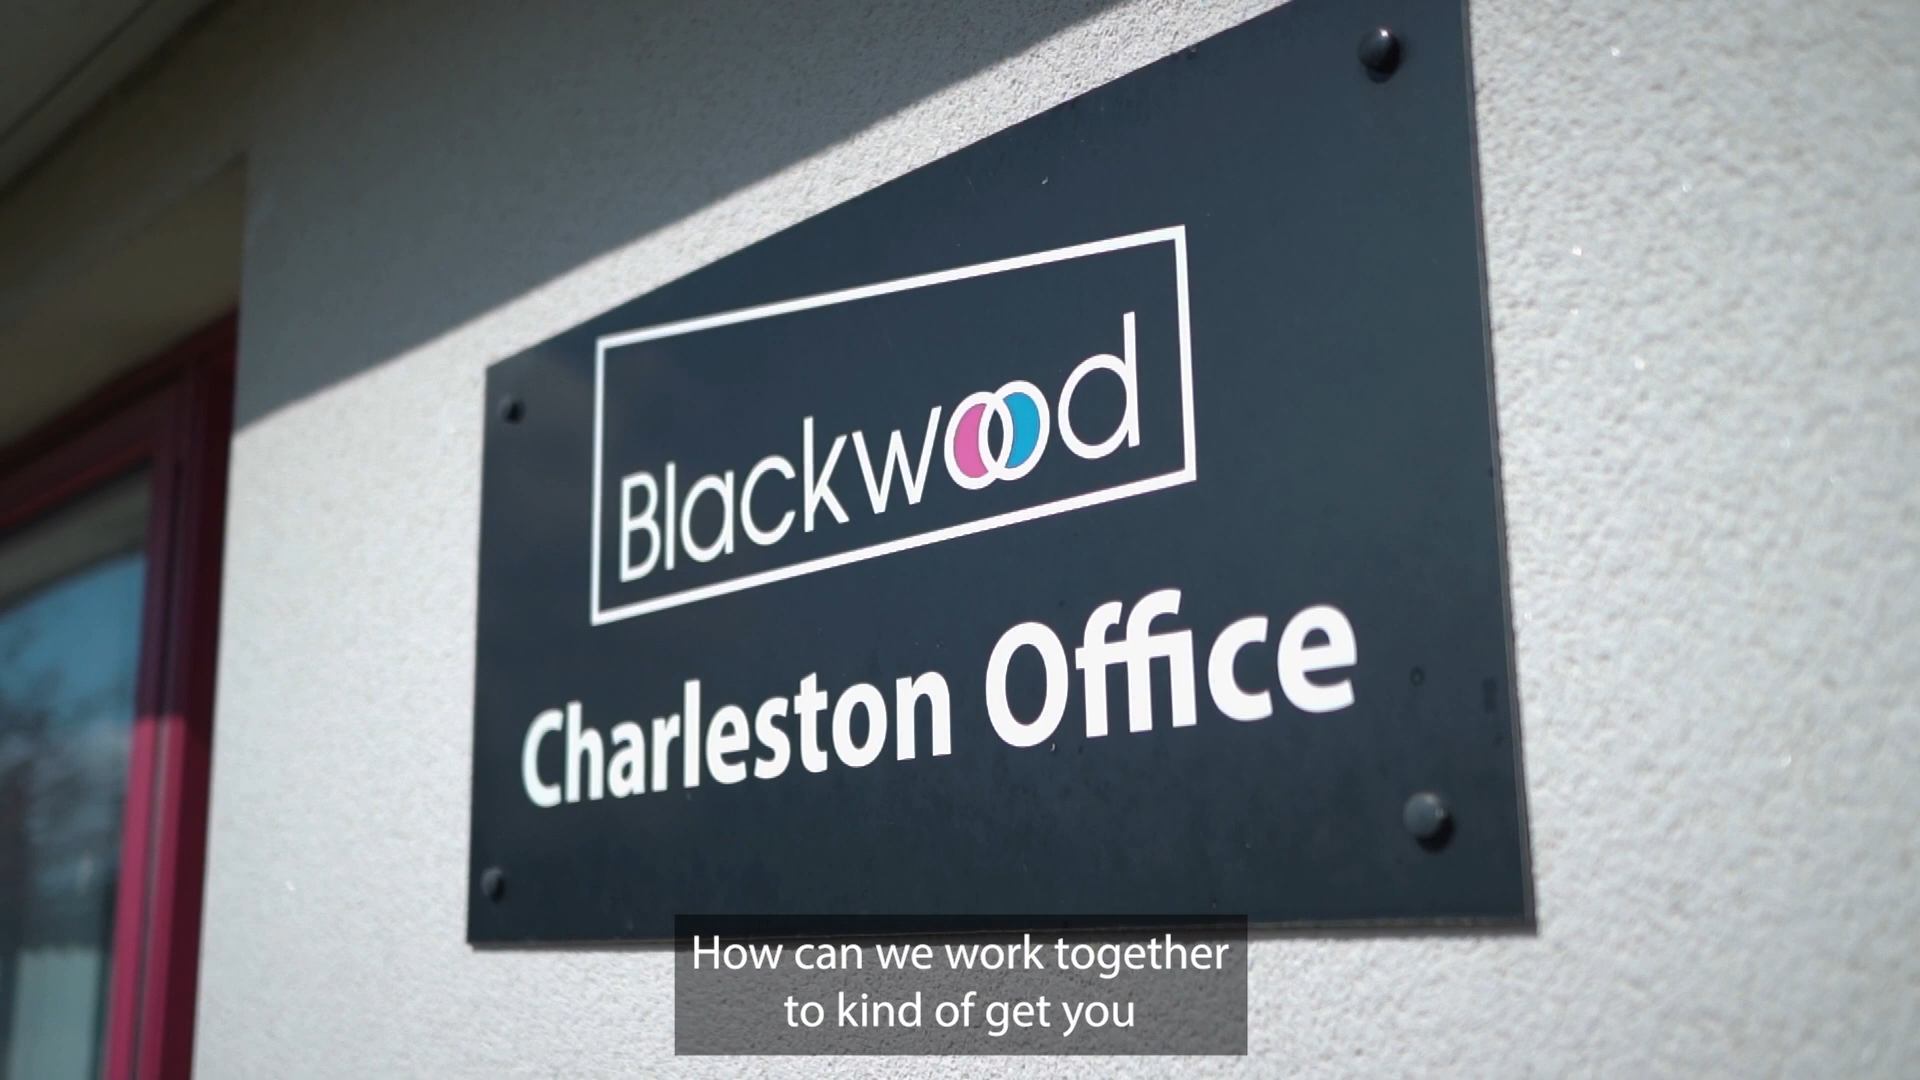 Blackwood
Charleston Office
How can we work together
to kind of get you